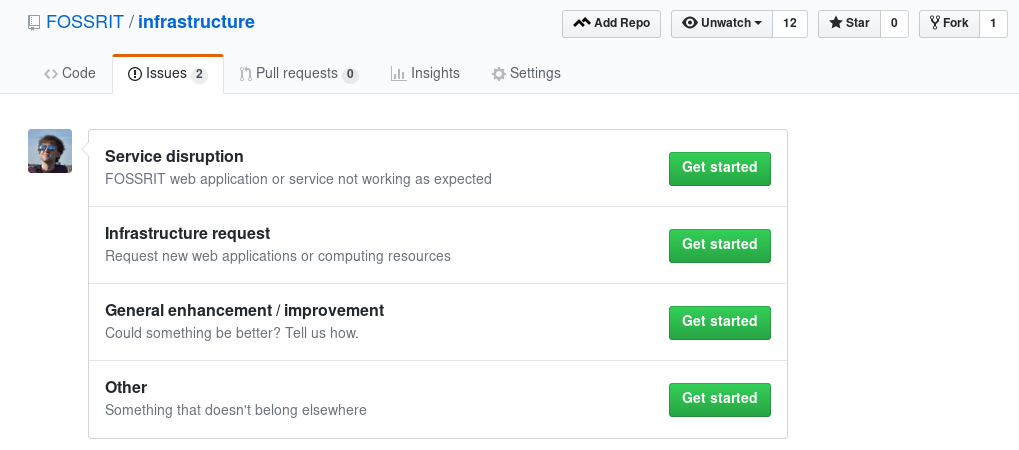 FOSSRIT / infrastructure
Add Repo
Unwatch 12
Star 0
Fork 1
Code
Issues 2
Pull requests 0
Insights
Settings
Service disruption
FOSSRIT web application or service not working as expected
Get started
Infrastructure request
Request new web applications or computing resources
Get started
General enhancement / improvement
Could something be better? Tell us how.
Get started
Other
Something that doesn't belong elsewhere
Get started